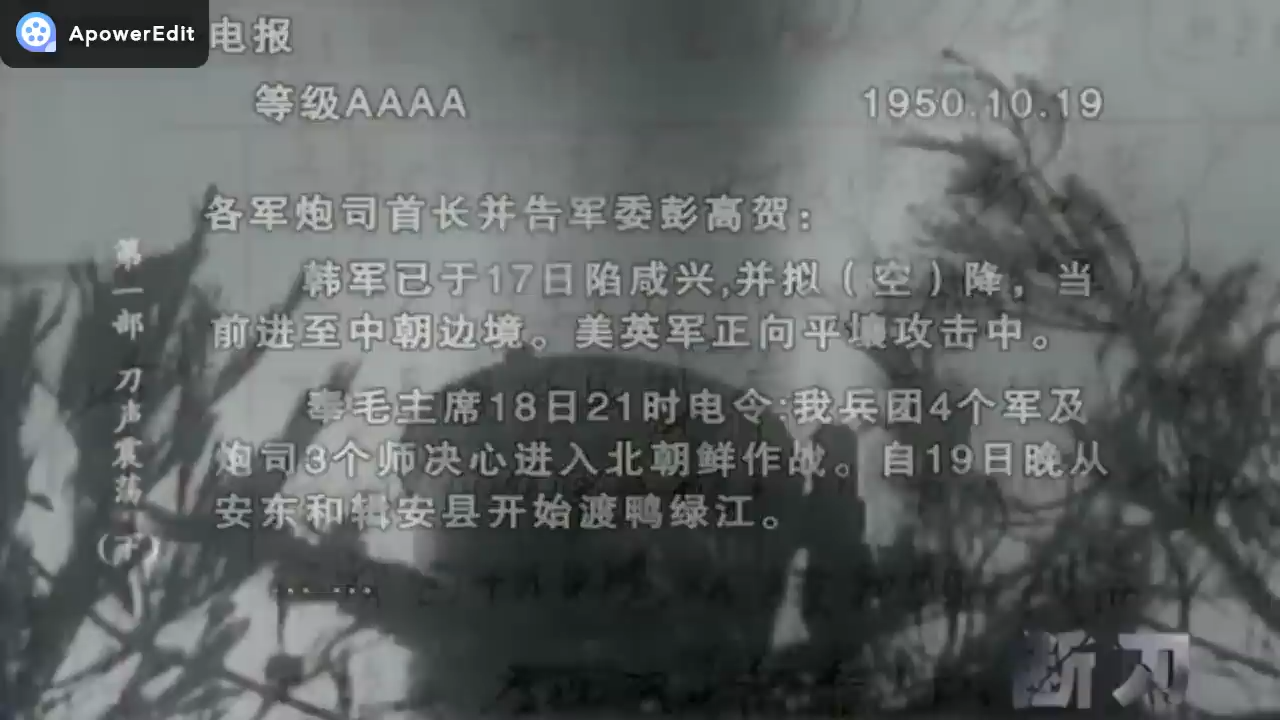 ApowerEdit
电报
等级AAAA
1950.10.19
各军炮司首长并告军委彭高贺：
韩军已于17日陷咸兴,并拟（空）降，当
前进至中朝边境。美英军正向平壤攻击中。
奉毛主席18日21时电令:我兵团4个军及
炮司3个师决心进入北朝鲜作战。自19日晚从
安东和辑安县开始渡鸭绿江。
……
第一部 刀声震荡（下）
断刀